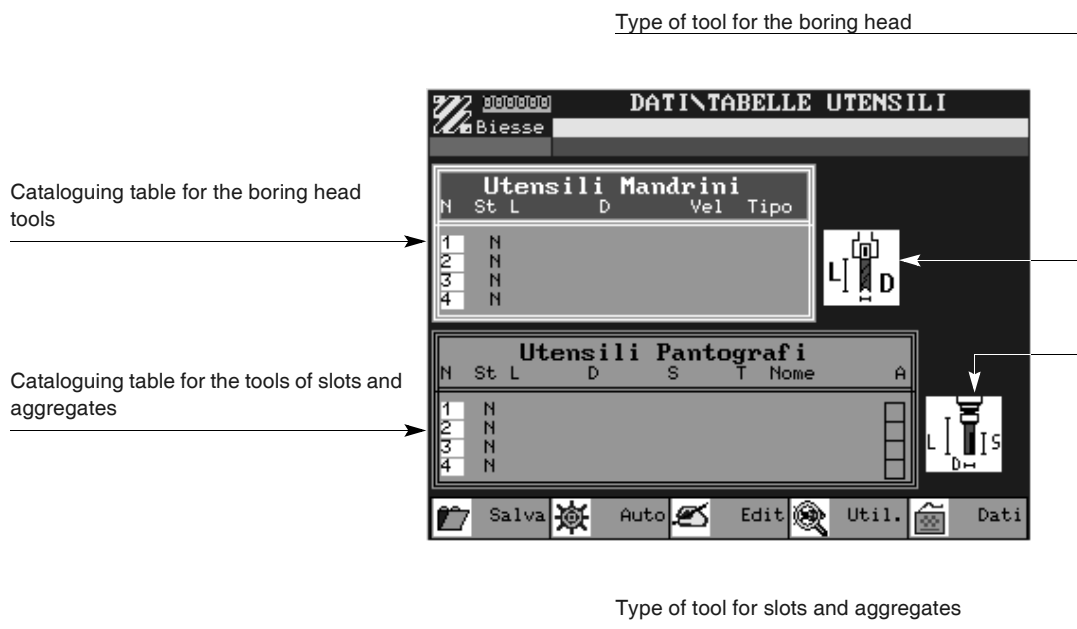 Type of tool for the boring head
000000 DATI\TABELLE UTENSILI
Biesse
Cataloguing table for the boring head
tools
Utensili Mandrini
N St L D Vel Tipo
1 N
2 N
3 N
4 N
L D
Cataloguing table for the tools of slots and
aggregates
Utensili Pantografi
N St L D S T Nome A
1 N
2 N
3 N
4 N
L S
D
Salva Auto Edit Util. Dati
Type of tool for slots and aggregates